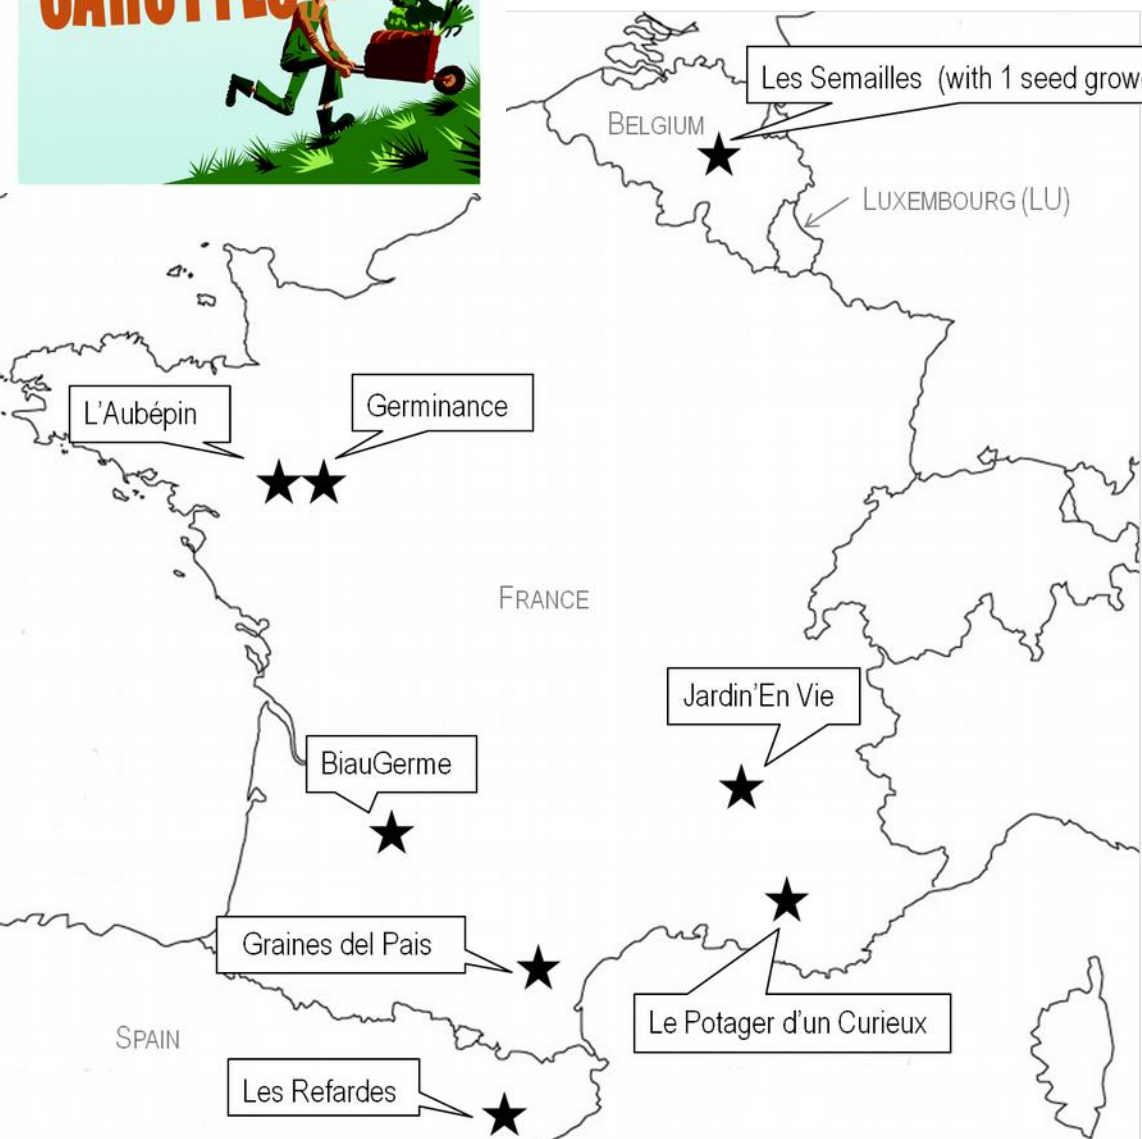 Les Semailles (with 1 seed
BELGIUM
LUXEMBOURG (LU)
L'Aubépin
Germinance
FRANCE
Jardin'En Vie
BiauGerme
Graines del Pais
Le Potager d'un Curieux
SPAIN
Les Refardes